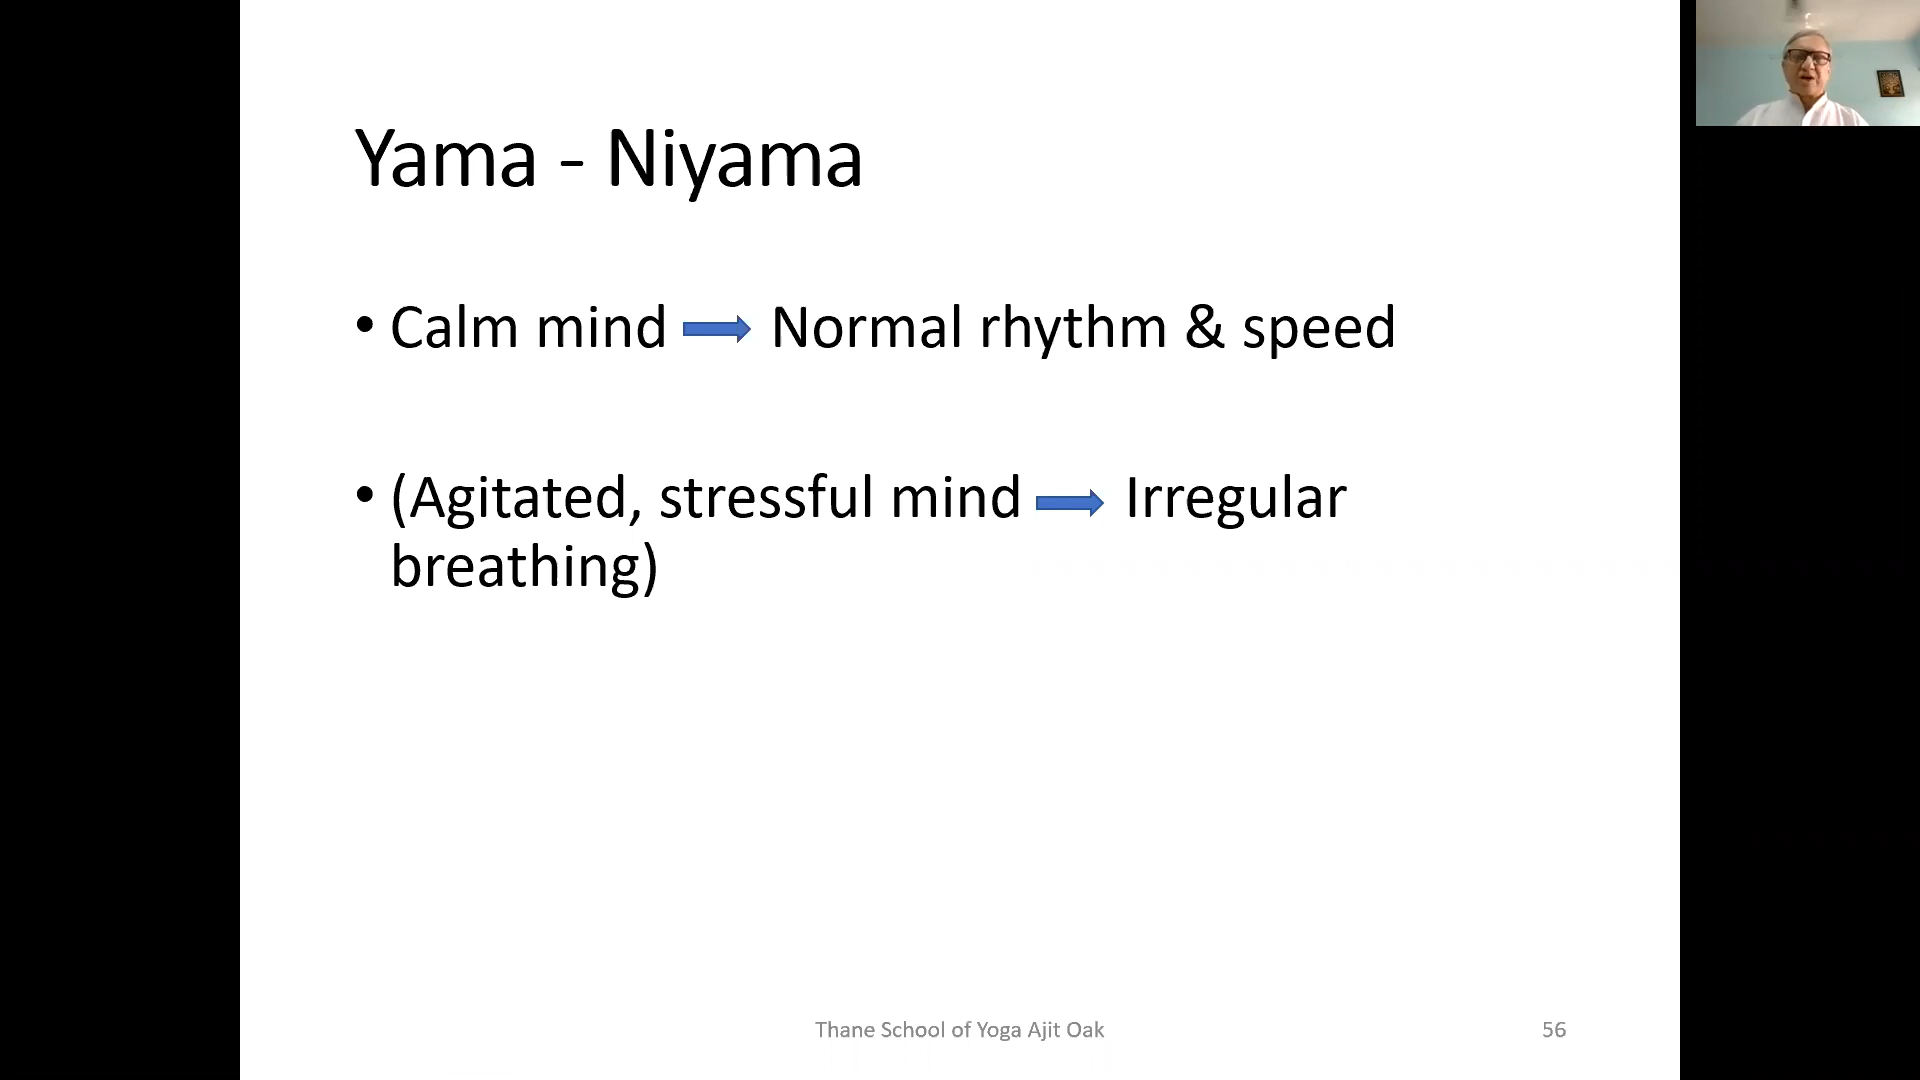 Yama - Niyama
• Calm mind Normal rhythm & speed
• (Agitated, stressful mind Irregular
breathing)
Thane School of Yoga Ajit Oak
56